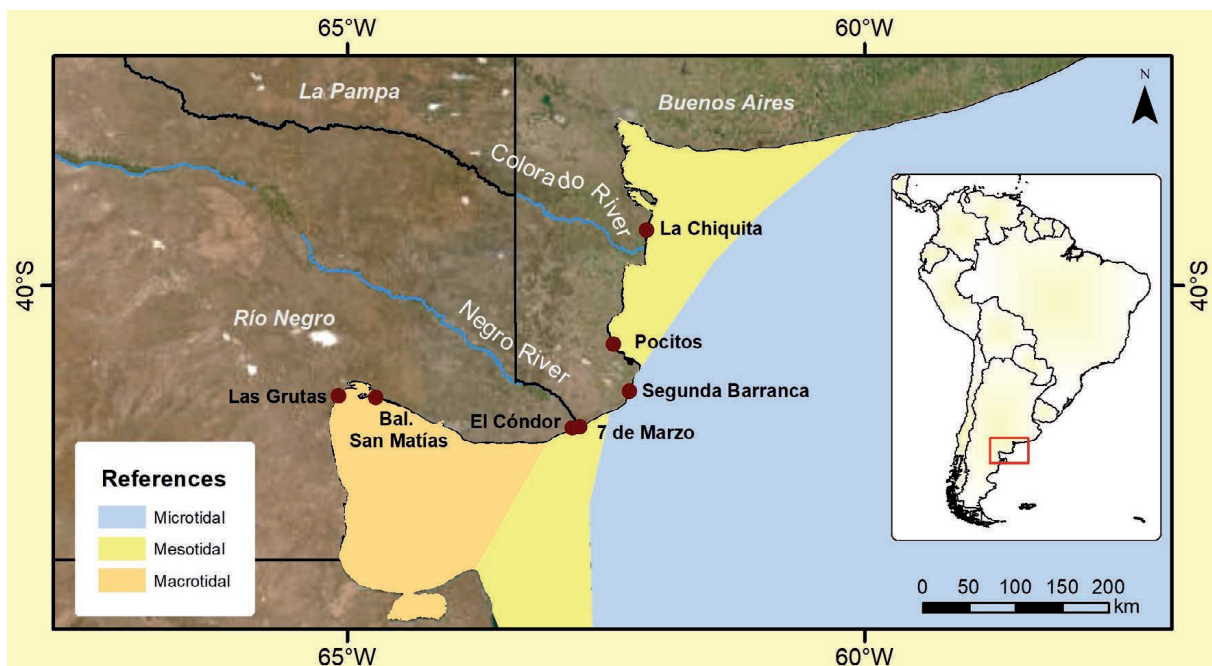 65°W
60°W
La Pampa
Buenos Aires
N
Colorado River
La Chiquita
40°S
40°S
Negro River
Río Negro
Pocitos
Las Grutas
Bal.
San Matías
El Cóndor
Segunda Barranca
7 de Marzo
References
Microtidal
Mesotidal
Macrotidal
0 50 100 150 200
km
65°W
60°W